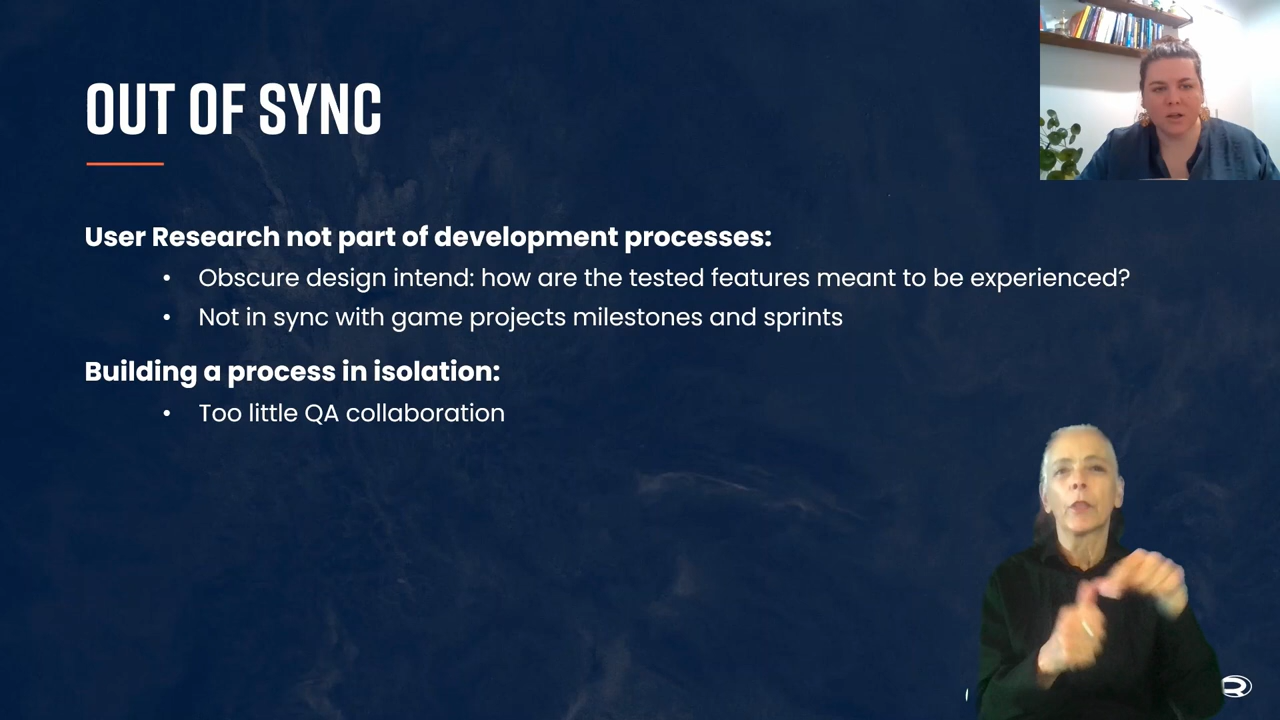 OUT OF SYNC
User Research not part of development processes:
• Obscure design intend: how are the tested features meant to be experienced?
• Not in sync with game projects milestones and sprints
Building a process in isolation:
• Too little QA collaboration